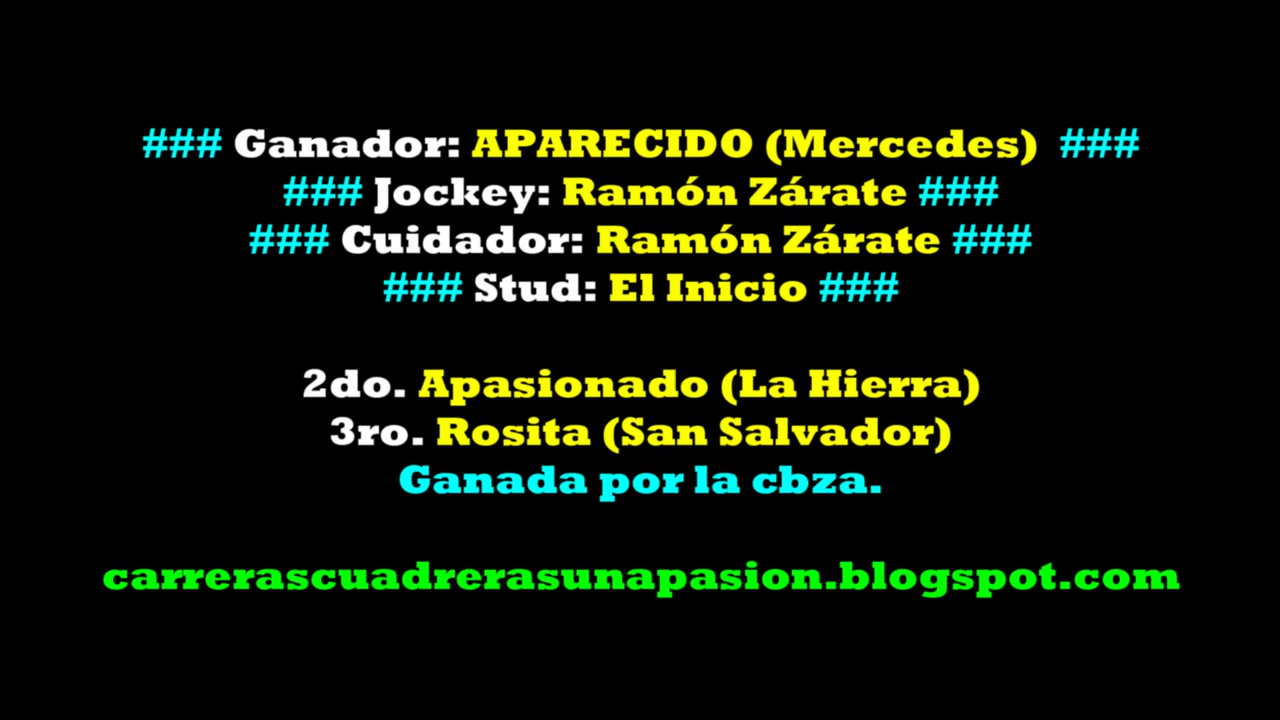 ### Ganador: APARECIDO (Mercedes) ###
### Jockey: Ramón Zárate ###
### Cuidador: Ramón Zárate ###
### Stud: El Inicio ###
2do. Apasionado (La Hierra)
3ro. Rosita (San Salvador)
Ganada por la cbza.
carrerascuadrerasunapasion.blogspot.com